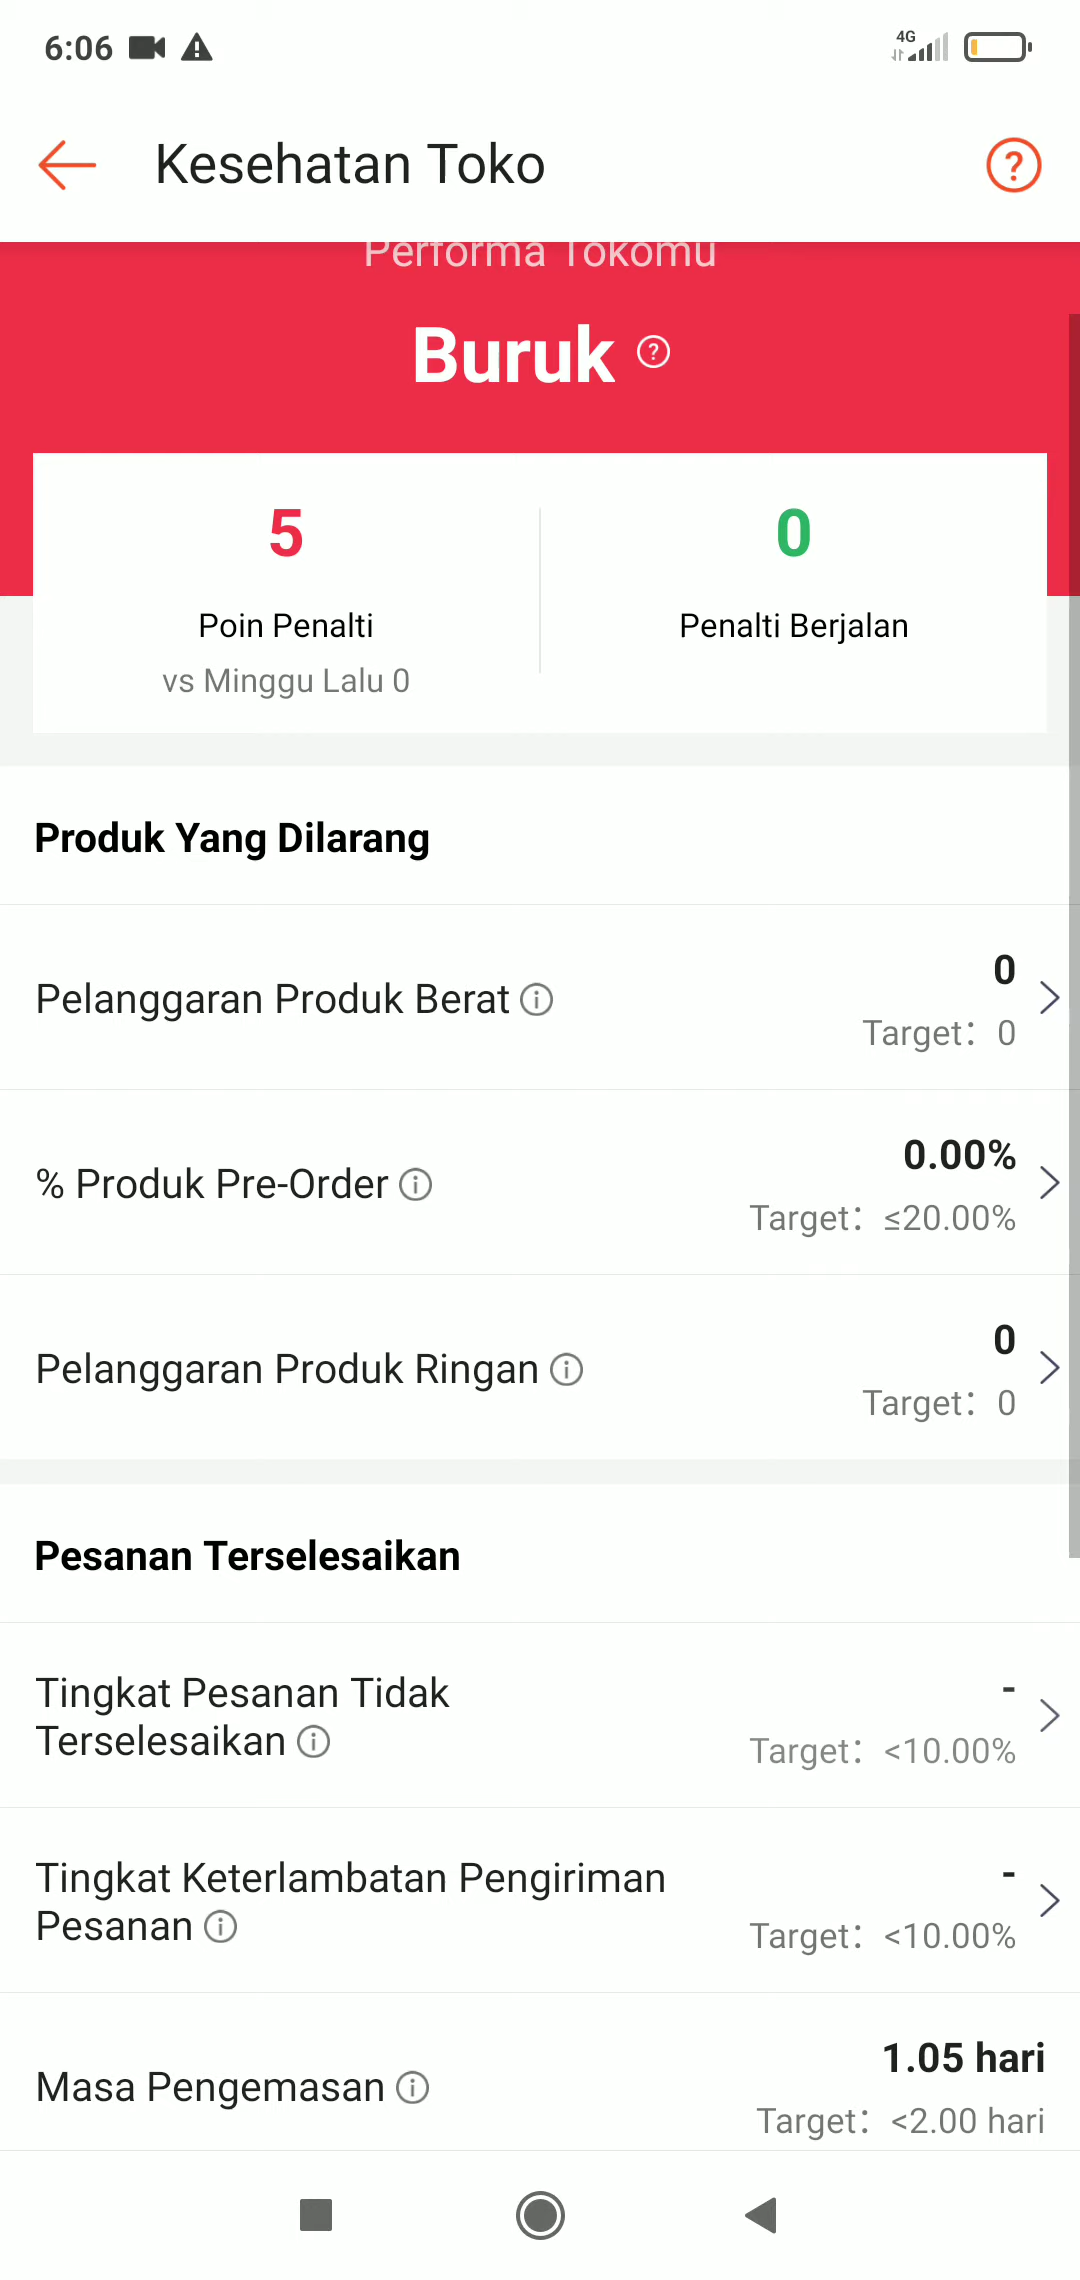 6:06
4G
Kesehatan Toko
?
Performa Tokomu
Buruk ?
5
Poin Penalti
vs Minggu Lalu 0
0
Penalti Berjalan
Produk Yang Dilarang
Pelanggaran Produk Berat
0
Target: 0
% Produk Pre-Order
0.00%
Target: ≤20.00%
Pelanggaran Produk Ringan
0
Target: 0
Pesanan Terselesaikan
Tingkat Pesanan Tidak
Terselesaikan
-
Target: <10.00%
Tingkat Keterlambatan Pengiriman
Pesanan
-
Target: <10.00%
Masa Pengemasan
1.05 hari
Target: <2.00 hari